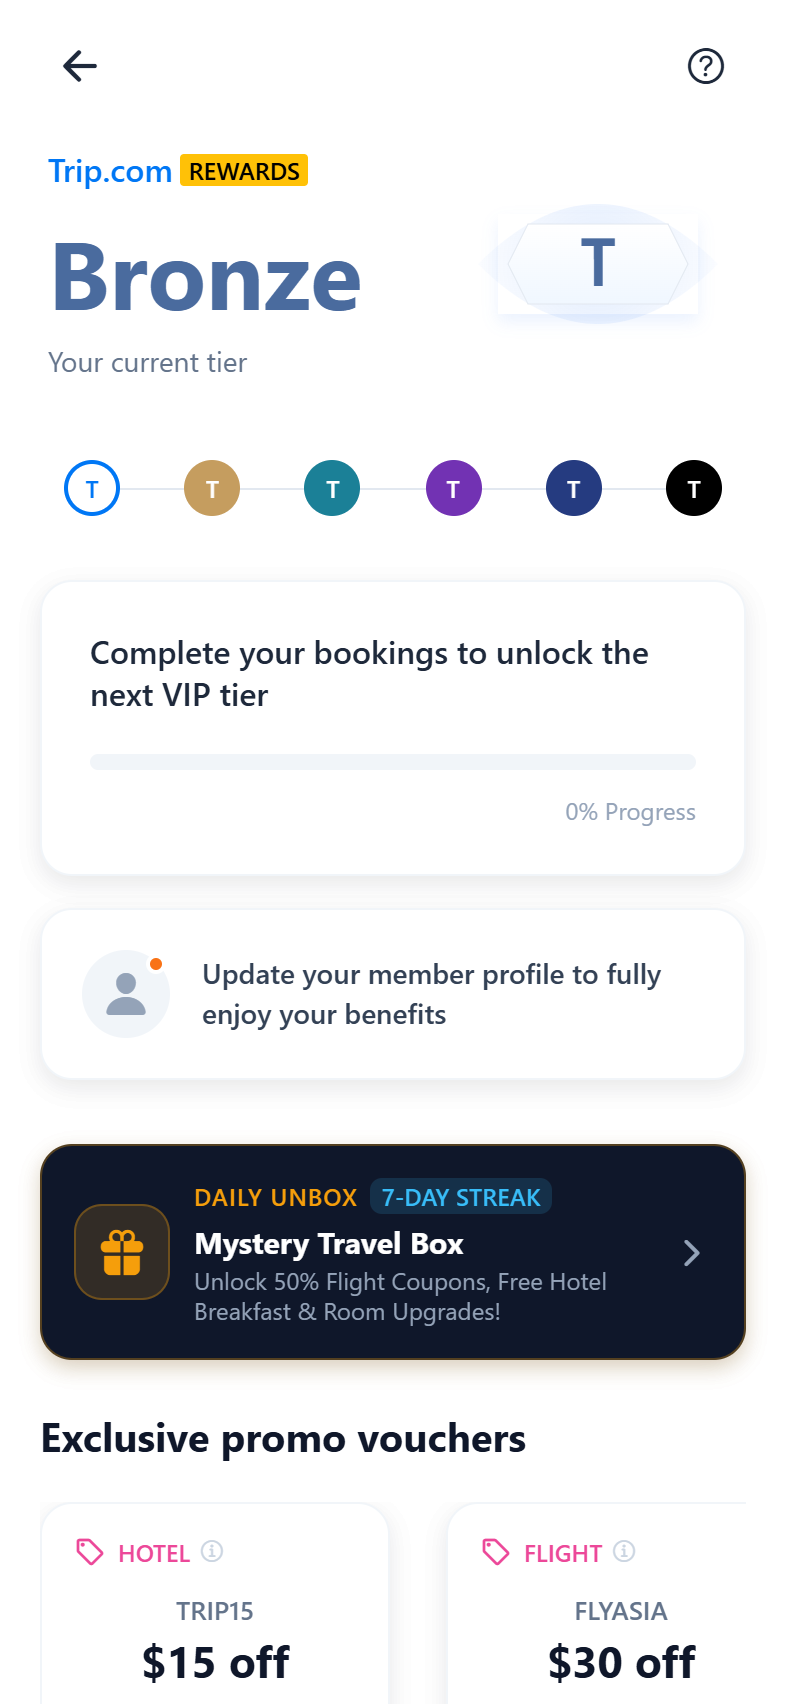 Trip.com REWARDS
Bronze
T
Your current tier
T T T T T T
Complete your bookings to unlock the
next VIP tier
0% Progress
Update your member profile to fully
enjoy your benefits
DAILY UNBOX 7-DAY STREAK
Mystery Travel Box
Unlock 50% Flight Coupons, Free Hotel
Breakfast & Room Upgrades!
Exclusive promo vouchers
HOTEL
TRIP15
$15 off
FLIGHT
FLYASIA
$30 off